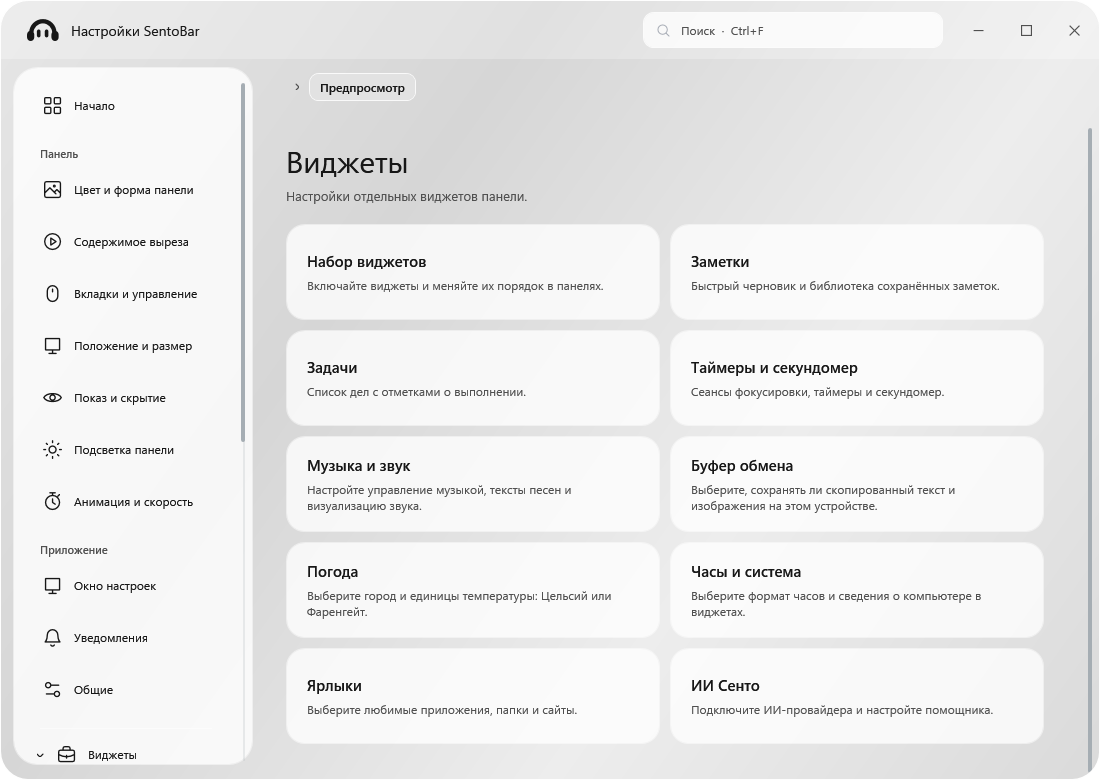 Настройки SentoBar
Поиск · Ctrl+F
Начало
Панель
Цвет и форма панели
Содержимое выреза
Вкладки и управление
Положение и размер
Показ и скрытие
Подсветка панели
Анимация и скорость
Приложение
Окно настроек
Уведомления
Общие
Виджеты
Предпросмотр
Виджеты
Настройки отдельных виджетов панели.
Набор виджетов
Включайте виджеты и меняйте их порядок в панелях.
Заметки
Быстрый черновик и библиотека сохранённых заметок.
Задачи
Список дел с отметками о выполнении.
Таймеры и секундомер
Сеансы фокусировки, таймеры и секундомер.
Музыка и звук
Настройте управление музыкой, тексты песен и
визуализацию звука.
Буфер обмена
Выберите, сохранять ли скопированный текст и
изображения на этом устройстве.
Погода
Выберите город и единицы температуры: Цельсий или
Фаренгейт.
Часы и система
Выберите формат часов и сведения о компьютере в
виджетах.
Ярлыки
Выберите любимые приложения, папки и сайты.
ИИ Сенто
Подключите ИИ-провайдера и настройте помощника.